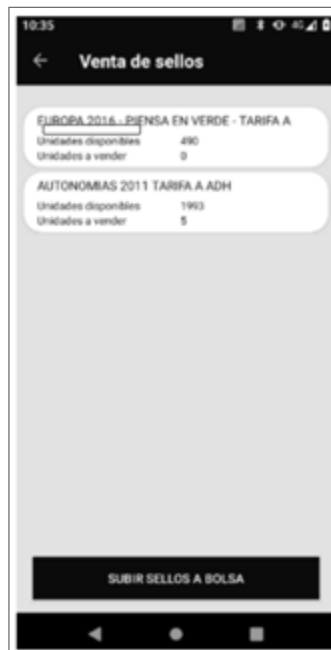 10:35
4G
Venta de sellos
EUROPA 2016 - PIENSA EN VERDE - TARIFA A
Unidades disponibles 490
Unidades a vender 0
AUTONOMIAS 2011 TARIFA A ADH
Unidades disponibles 1993
Unidades a vender 5
SUBIR SELLOS A BOLSA